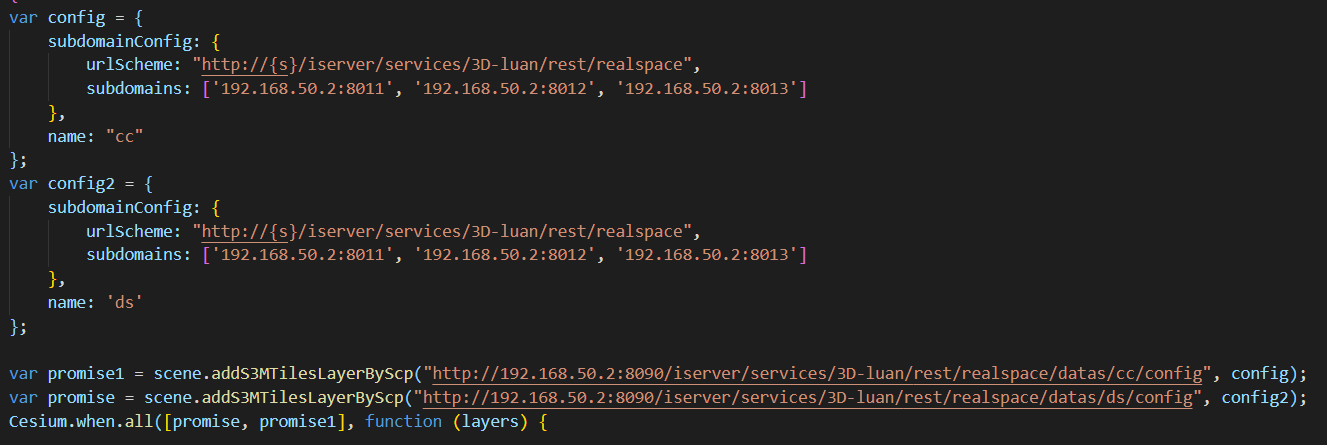 var config = {
    subdomainConfig: {
        urlScheme: "http://{s}/iserver/services/3D-luan/rest/realspace",
        subdomains: ['192.168.50.2:8011', '192.168.50.2:8012', '192.168.50.2:8013']
    },
    name: "cc"
};
var config2 = {
    subdomainConfig: {
        urlScheme: "http://{s}/iserver/services/3D-luan/rest/realspace",
        subdomains: ['192.168.50.2:8011', '192.168.50.2:8012', '192.168.50.2:8013']
    },
    name: 'ds'
};

var promise1 = scene.addS3MTilesLayerByScp("http://192.168.50.2:8090/iserver/services/3D-luan/rest/realspace/datas/cc/config", config);
var promise = scene.addS3MTilesLayerByScp("http://192.168.50.2:8090/iserver/services/3D-luan/rest/realspace/datas/ds/config", config2);
Cesium.when.all([promise, promise1], function (layers) {